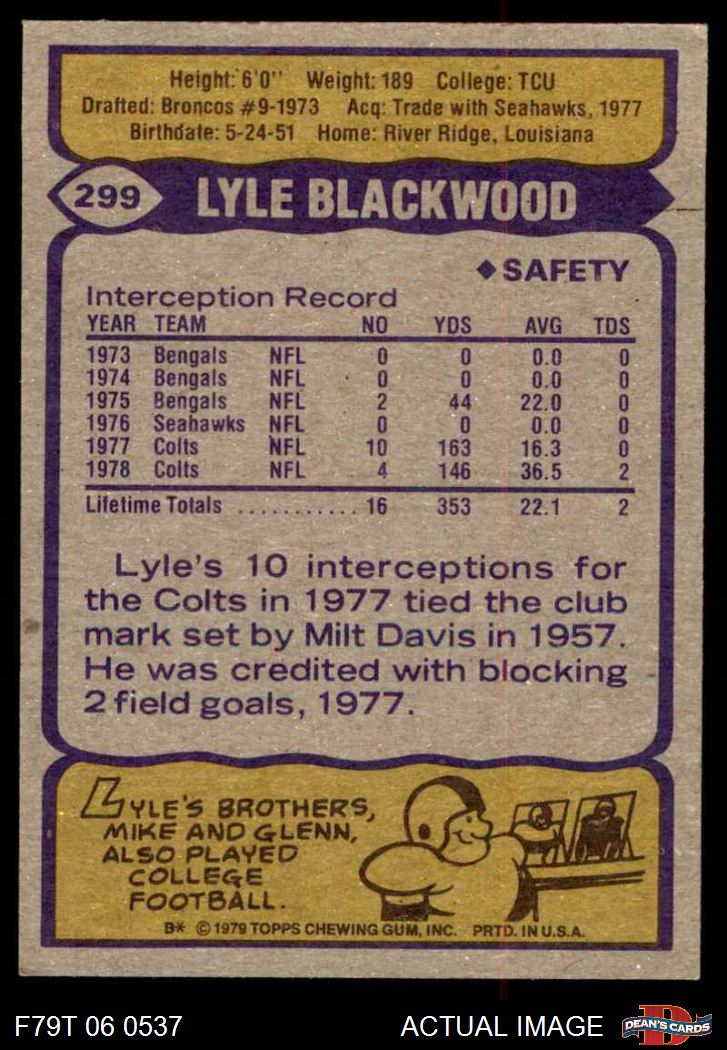 Height: 6'0" Weight: 189 College: TCU
Drafted: Broncos #9-1973 Acq: Trade with Seahawks, 1977
Birthdate: 5-24-51 Home: River Ridge, Louisiana
299 LYLE BLACKWOOD
◆ SAFETY
Interception Record
YEAR TEAM NO YDS AVG TDS
1973 Bengals NFL 0 0 0.0 0
1974 Bengals NFL 0 0 0.0 0
1975 Bengals NFL 2 44 22.0 0
1976 Seahawks NFL 0 0 0.0 0
1977 Colts NFL 10 163 16.3 0
1978 Colts NFL 4 146 36.5 2
Lifetime Totals ........... 16 353 22.1 2
Lyle's 10 interceptions for
the Colts in 1977 tied the club
mark set by Milt Davis in 1957.
He was credited with blocking
2 field goals, 1977.
LYLE'S BROTHERS,
MIKE AND GLENN,
ALSO PLAYED
COLLEGE
FOOTBALL.
B* © 1979 TOPPS CHEWING GUM, INC. PRTD. IN U.S.A.
F79T 06 0537 ACTUAL IMAGE D DEAN'S CARDS